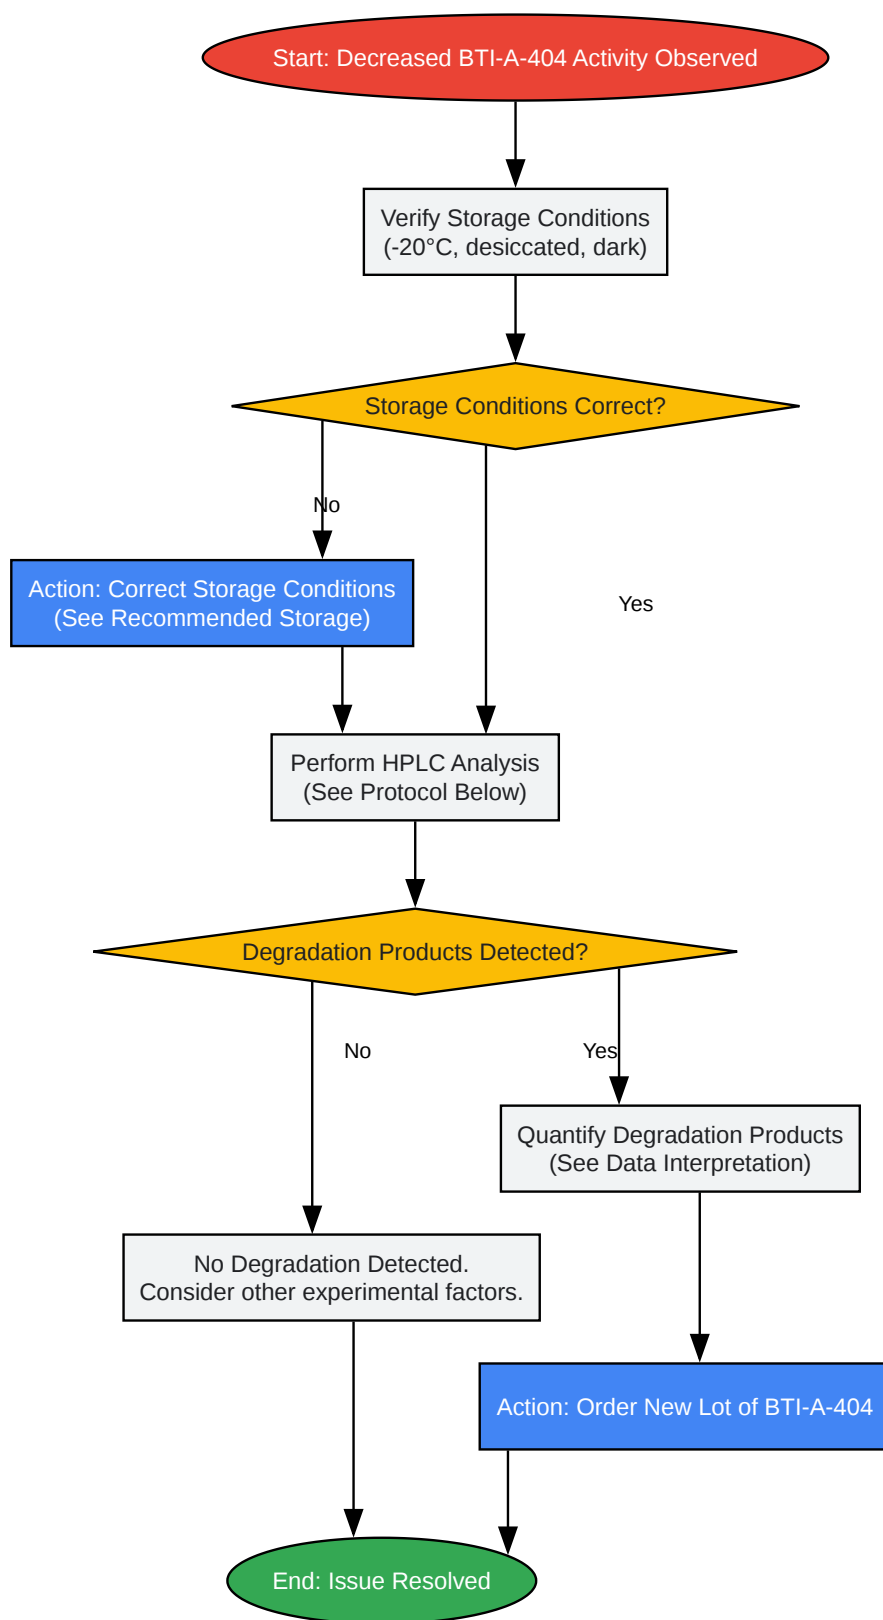 Start: Decreased BTI-A-404 Activity Observed
Verify Storage Conditions
(-20°C, desiccated, dark)
Storage Conditions Correct?
No
Action: Correct Storage Conditions
(See Recommended Storage)
Yes
Perform HPLC Analysis
(See Protocol Below)
Degradation Products Detected?
No
Yes
Quantify Degradation Products
(See Data Interpretation)
No Degradation Detected.
Consider other experimental factors.
Action: Order New Lot of BTI-A-404
End: Issue Resolved